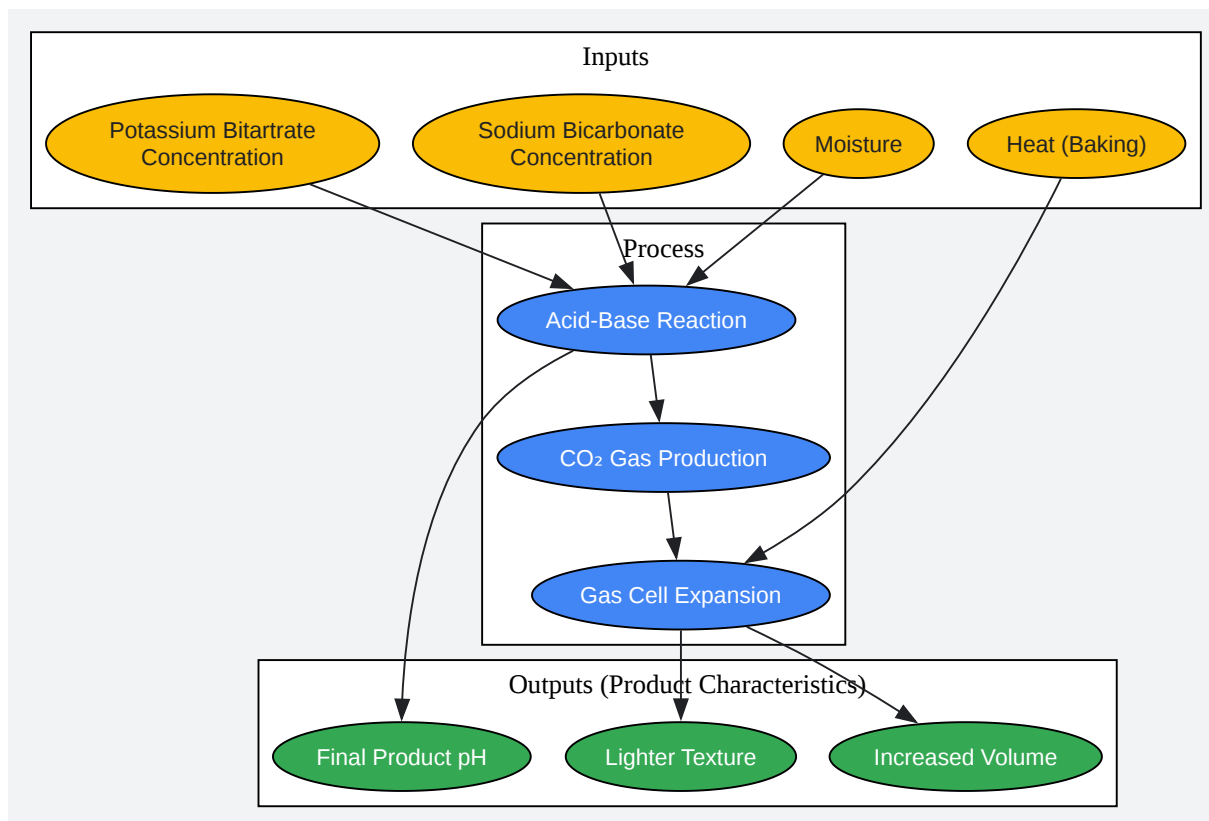 Inputs
Potassium Bitartrate
Concentration
Sodium Bicarbonate
Concentration
Moisture
Heat (Baking)
Process
Acid-Base Reaction
CO₂ Gas Production
Gas Cell Expansion
Outputs (Product Characteristics)
Final Product pH
Lighter Texture
Increased Volume